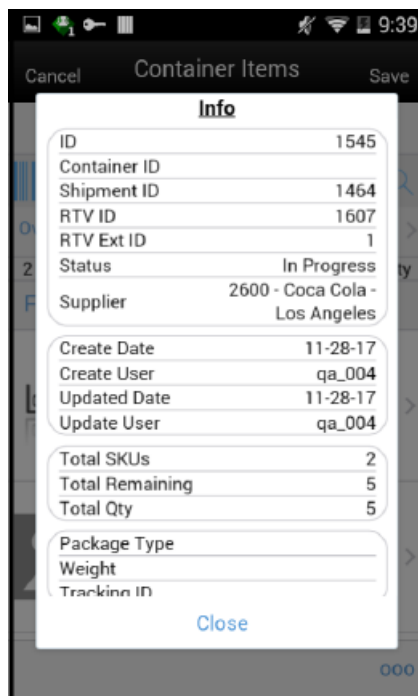 1
9:39
Cancel Container Items Save
Info
ID 1545
Container ID
Shipment ID 1464
RTV ID 1607
RTV Ext ID 1
Status In Progress
Supplier 2600 - Coca Cola -
Los Angeles
Create Date 11-28-17
Create User qa_004
Updated Date 11-28-17
Update User qa_004
Total SKUs 2
Total Remaining 5
Total Qty 5
Package Type
Weight
Tracking ID
Close